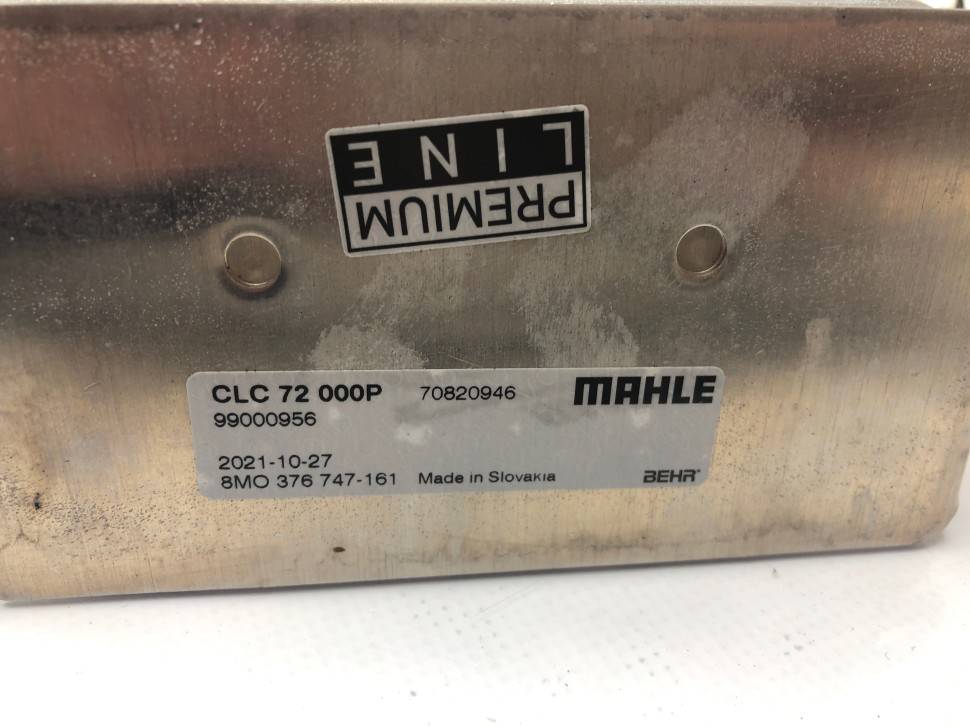 PREMIUM
LINE
CLC 72 000P 70820946 MAHLE
99000956
2021-10-27
8MO 376 747-161 Made in Slovakia BEHR